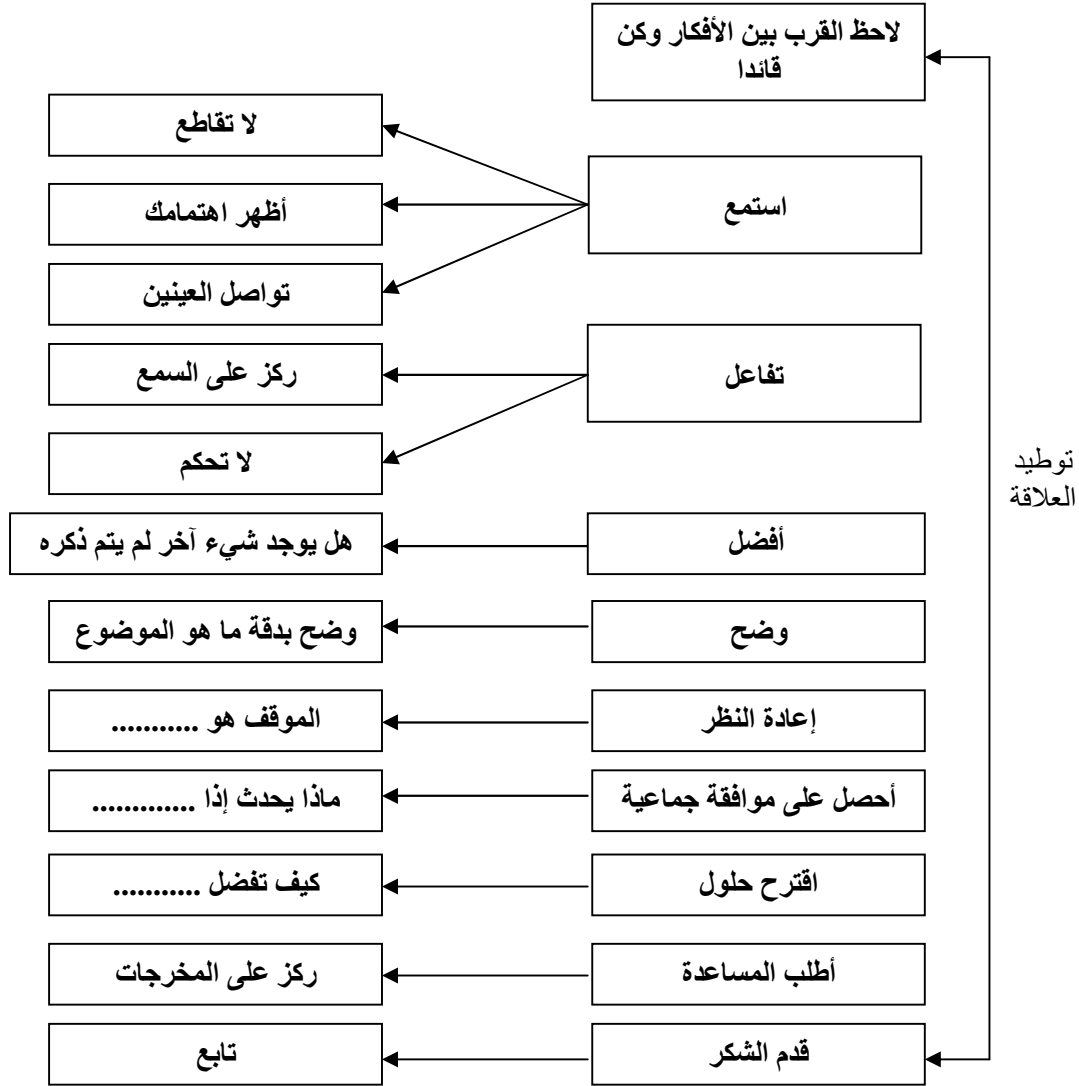 لاحظ القرب بين الأفكار وكن
قائدا
لا تقاطع
استمع
أظهر اهتمامك
تواصل العينين
تفاعل
ركز على السمع
لا تحكم
توطيد
العلاقة
أفضل
هل يوجد شيء آخر لم يتم ذكره
وضح
وضح بدقة ما هو الموضوع
إعادة النظر
الموقف هو ...........
أحصل على موافقة جماعية
ماذا يحدث إذا .............
اقترح حلول
كيف تفضل ...........
أطلب المساعدة
ركز على المخرجات
قدم الشكر
تابع